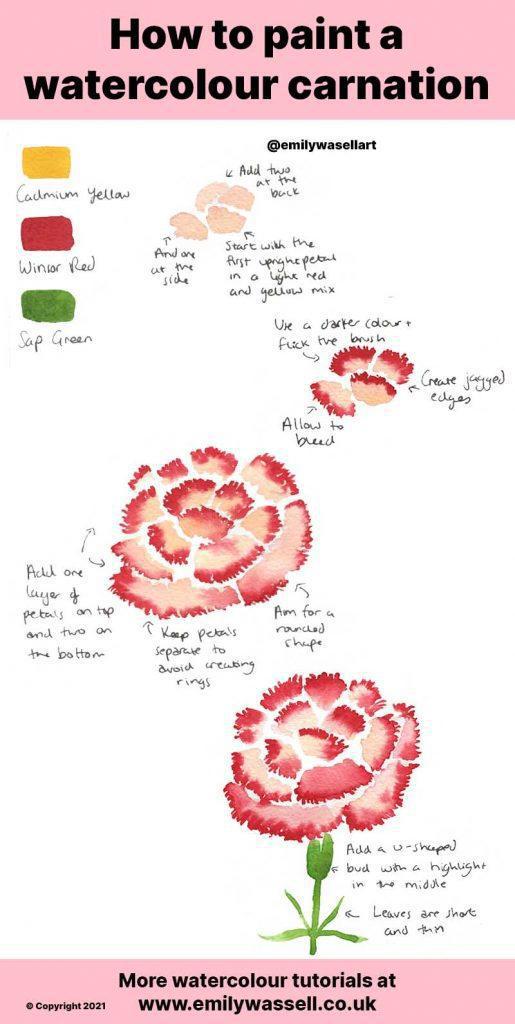 How to paint a
watercolour carnation
@emilywasellart
Cadmium Yellow
Winsor Red
Sap Green
Add two
at the
back
And one
at the
side
Start with the
first upright petal
in a light red
and yellow mix
Use a darker colour +
flick the brush
Create jagged
edges
Allow to
bleed
Add one
layer of
petals on top
and two on
the bottom
Keep petals
separate to
avoid creating
rings
Aim for a
rounded
shape
Add a u-shaped
bud with a highlight
in the middle
Leaves are short
and thin
More watercolour tutorials at
© Copyright 2021
www.emilywassell.co.uk